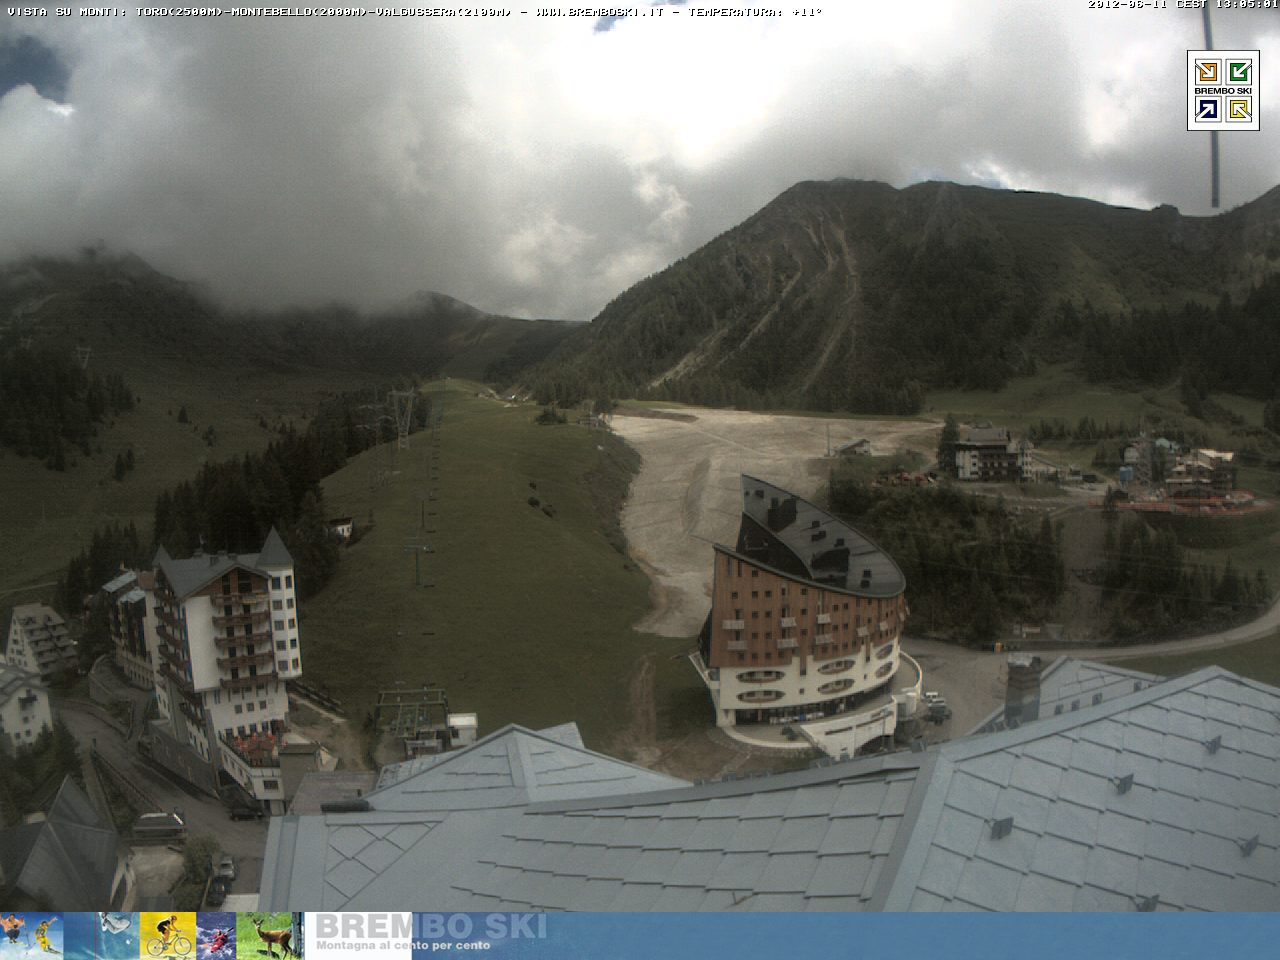 VISTA SU MONTI: TORO(2500M)-MONTEBELLO(2000M)-VALGUSSERA(2100M) - WWW.BREMBOSKI.IT - TEMPERATURA: +11°
2012-06-11 CEST 13:05:01
BREMBO SKI
BREMBO SKI
Montagna al cento per cento